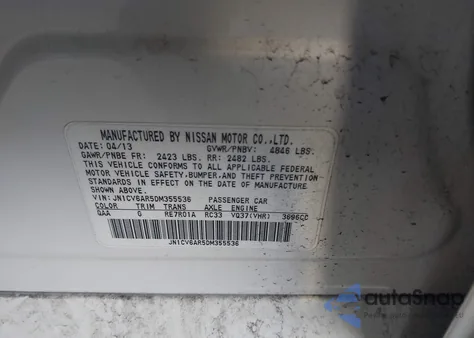 MANUFACTURED BY NISSAN MOTOR CO.,LTD.
DATE: 04/13 GVWR/PNBV: 4846 LBS.
GAWR/PNBE FR: 2423 LBS. RR: 2482 LBS.
THIS VEHICLE CONFORMS TO ALL APPLICABLE FEDERAL
MOTOR VEHICLE SAFETY, BUMPER, AND THEFT PREVENTION
STANDARDS IN EFFECT ON THE DATE OF MANUFACTURE
SHOWN ABOVE.
VIN: JN1CV6AR5DM355536 PASSENGER CAR
COLOR TRIM TRANS AXLE ENGINE
QAA G RE7R01A RC33 VQ37(VHR) 3696CC
JN1CV6AR5DM355536
autoSnap